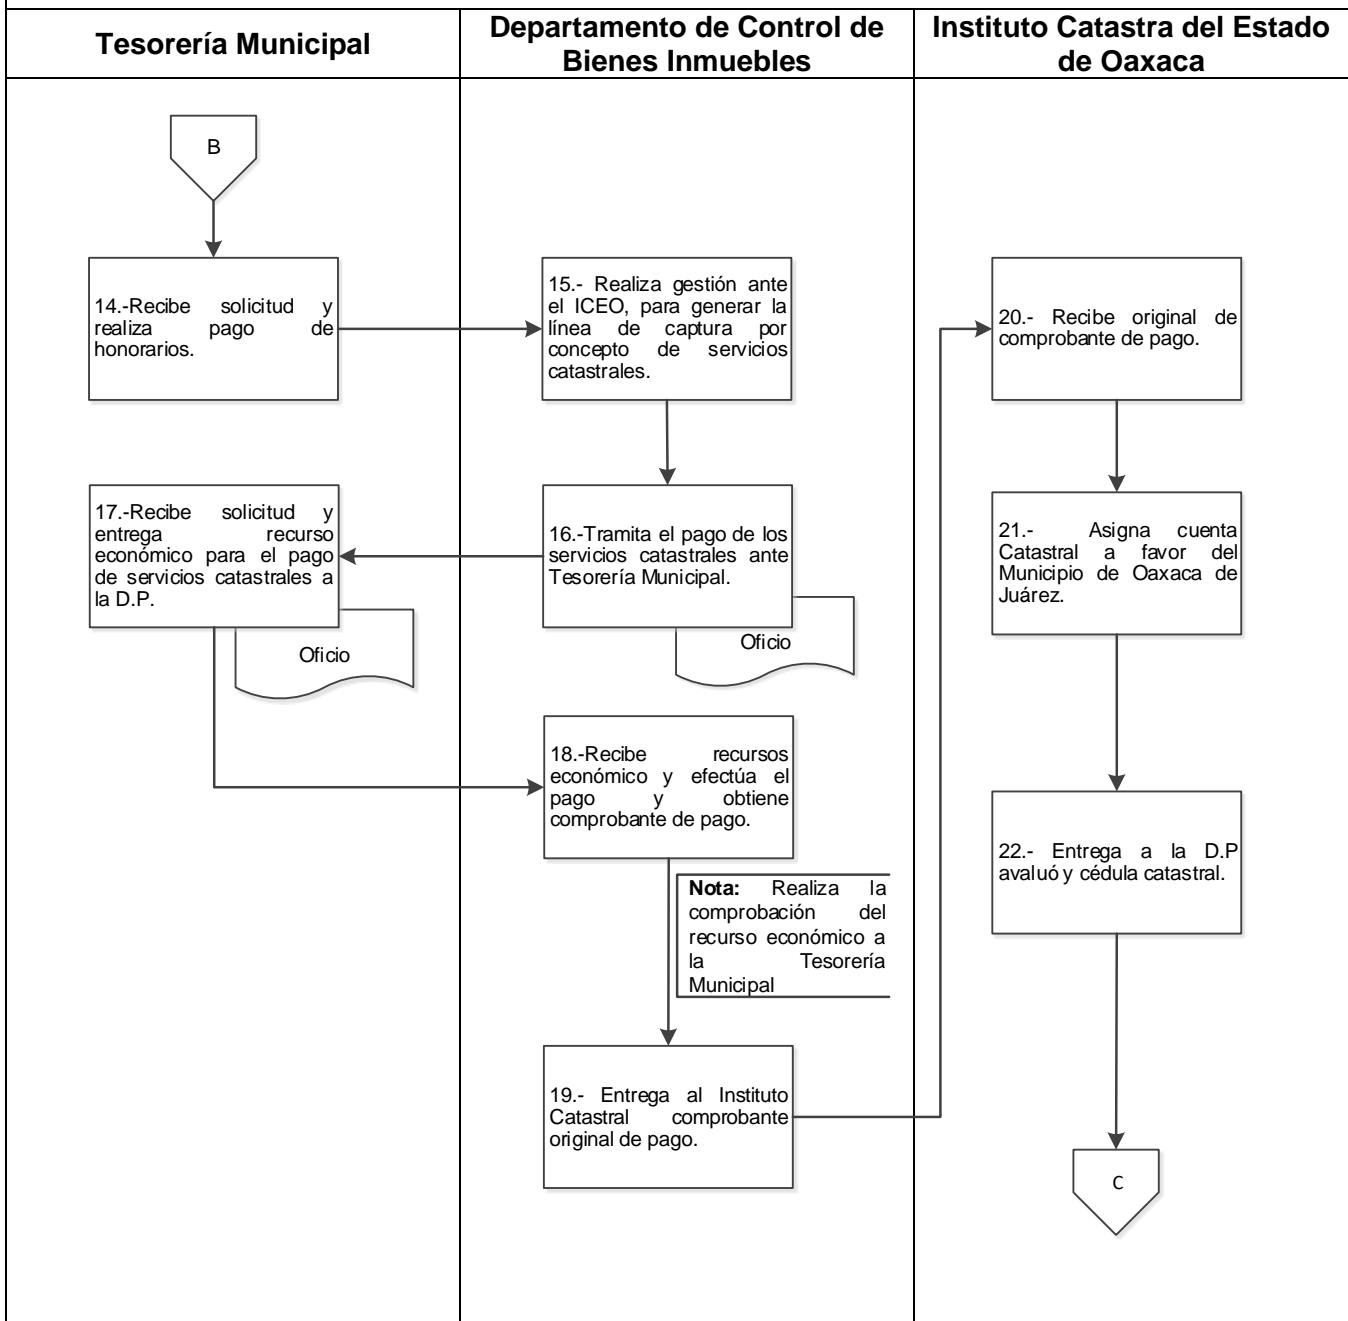 Tesorería Municipal
Departamento de Control de
Bienes Inmuebles
Instituto Catastra del Estado
de Oaxaca
B
14.-Recibe solicitud y
realiza pago de
honorarios.
15.- Realiza gestión ante
el ICEO, para generar la
línea de captura por
concepto de servicios
catastrales.
16.-Tramita el pago de los
servicios catastrales ante
Tesorería Municipal.
Oficio
17.-Recibe solicitud y
entrega recurso
económico para el pago
de servicios catastrales a
la D.P.
Oficio
18.-Recibe recursos
económico y efectúa el
pago y obtiene
comprobante de pago.
Nota: Realiza la
comprobación del
recurso económico a
la Tesorería
Municipal
19.- Entrega al Instituto
Catastral comprobante
original de pago.
20.- Recibe original de
comprobante de pago.
21.- Asigna cuenta
Catastral a favor del
Municipio de Oaxaca de
Juárez.
22.- Entrega a la D.P
avaluó y cédula catastral.
C